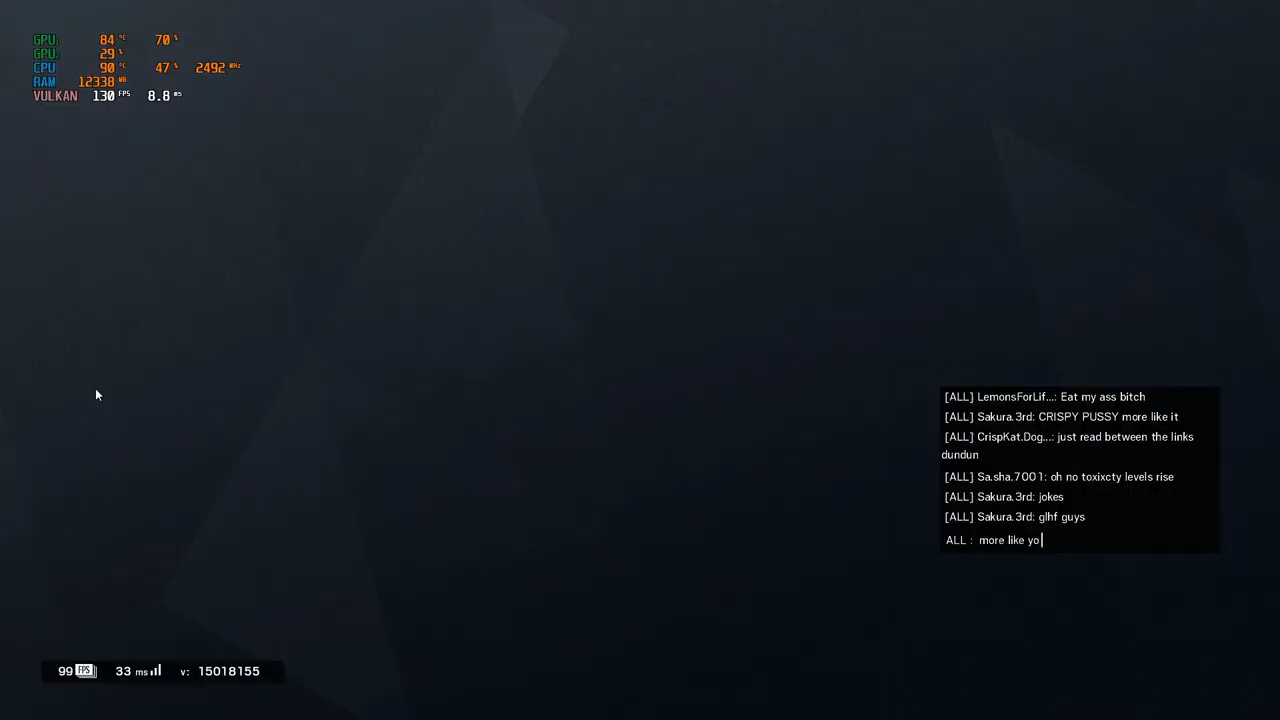 GPU₁ 84 °C 70 %
GPU₂ 29 %
CPU 90 °C 47 % 2492 MHz
RAM 12338 MB
VULKAN 130 FPS 8.8 ms
[ALL] LemonsForLif...: Eat my ass bitch
[ALL] Sakura.3rd: CRISPY PUSSY more like it
[ALL] CrispKat.Dog...: just read between the links
dundun
[ALL] Sa.sha.7001: oh no toxixcty levels rise
[ALL] Sakura.3rd: jokes
[ALL] Sakura.3rd: glhf guys
ALL : more like yo
99 FPS 33 ms v: 15018155